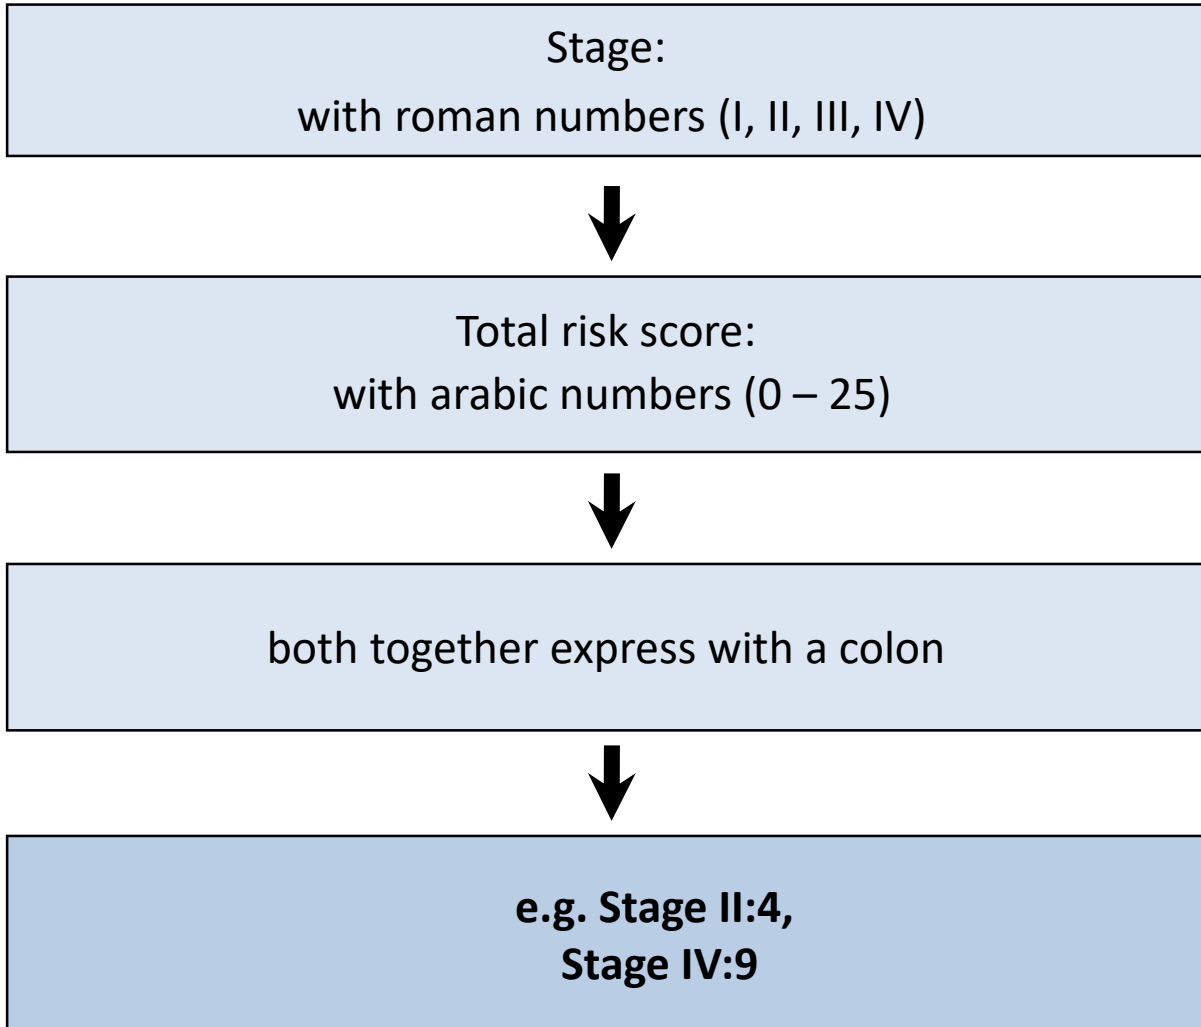 Stage:
with roman numbers (I, II, III, IV)
Total risk score:
with arabic numbers (0 – 25)
both together express with a colon
e.g. Stage II:4,
Stage IV:9